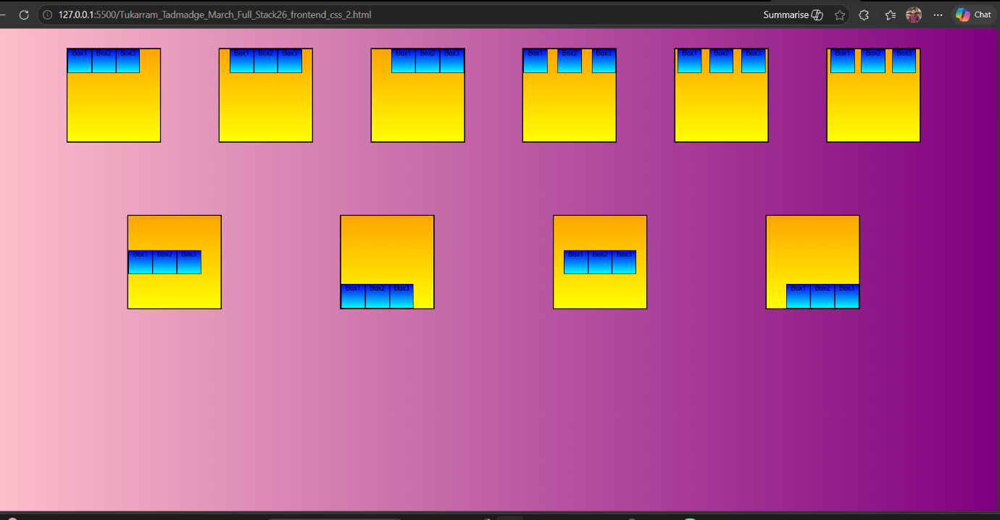 127.0.0.1:5500/Tukarram_Tadmadge_March_Full_Stack26_frontend_css_2.html Summarise Chat
Box1 Box2 Box3 Box1 Box2 Box3 Box1 Box2 Box3 Box1 Box2 Box3 Box1 Box2 Box3 Box1 Box2 Box3
Box1 Box2 Box3 Box1 Box2 Box3
Box1 Box2 Box3 Box1 Box2 Box3